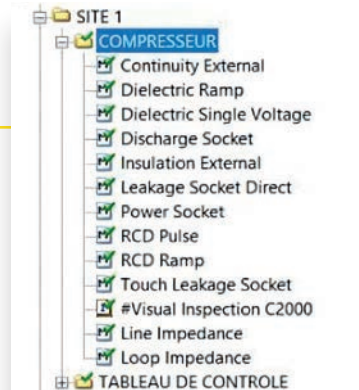 SITE 1
COMPRESSEUR
Continuity External
Dielectric Ramp
Dielectric Single Voltage
Discharge Socket
Insulation External
Leakage Socket Direct
Power Socket
RCD Pulse
RCD Ramp
Touch Leakage Socket
#Visual Inspection C2000
Line Impedance
Loop Impedance
TABLEAU DE CONTROLE